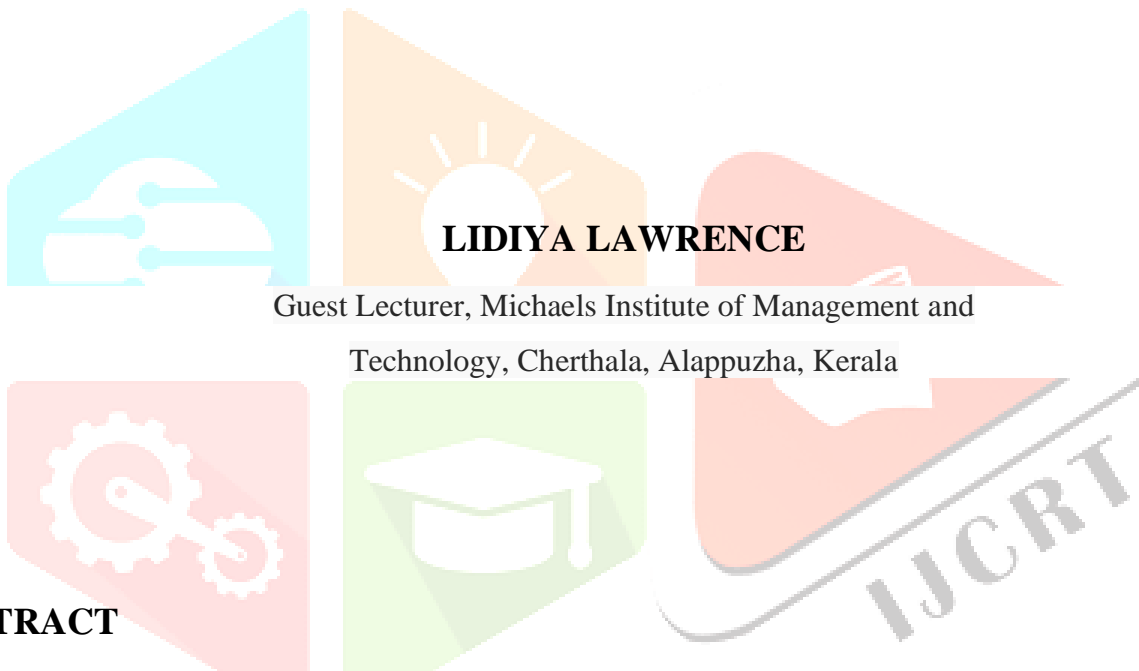 LIDIYA LAWRENCE
Guest Lecturer, Michaels Institute of Management and
Technology, Cherthala, Alappuzha, Kerala
IJCRT
TRACT